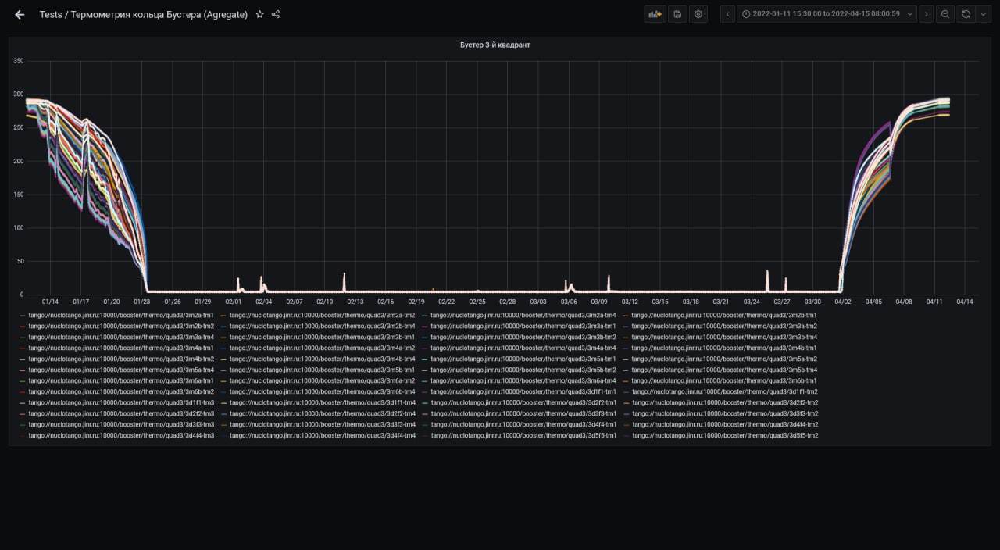 Tests / Термометрия кольца Бустера (Agregate)
2022-01-11 15:30:00 to 2022-04-15 08:00:59
Бустер 3-й квадрант
350
300
250
200
150
100
50
0
01/14 01/17 01/20 01/23 01/26 01/29 02/01 02/04 02/07 02/10 02/13 02/16 02/19 02/22 02/25 02/28 03/03 03/06 03/09 03/12 03/15 03/18 03/21 03/24 03/27 03/30 04/02 04/05 04/08 04/11 04/14
tango://nuclotango.jinr.ru:10000/booster/thermo/quad3/3m2a-tm1 tango://nuclotango.jinr.ru:10000/booster/thermo/quad3/3m2a-tm2 tango://nuclotango.jinr.ru:10000/booster/thermo/quad3/3m2a-tm4 tango://nuclotango.jinr.ru:10000/booster/thermo/quad3/3m2b-tm1
tango://nuclotango.jinr.ru:10000/booster/thermo/quad3/3m2b-tm2 tango://nuclotango.jinr.ru:10000/booster/thermo/quad3/3m2b-tm4 tango://nuclotango.jinr.ru:10000/booster/thermo/quad3/3m3a-tm1 tango://nuclotango.jinr.ru:10000/booster/thermo/quad3/3m3a-tm2
tango://nuclotango.jinr.ru:10000/booster/thermo/quad3/3m3a-tm4 tango://nuclotango.jinr.ru:10000/booster/thermo/quad3/3m3b-tm1 tango://nuclotango.jinr.ru:10000/booster/thermo/quad3/3m3b-tm2 tango://nuclotango.jinr.ru:10000/booster/thermo/quad3/3m3b-tm4
tango://nuclotango.jinr.ru:10000/booster/thermo/quad3/3m4a-tm1 tango://nuclotango.jinr.ru:10000/booster/thermo/quad3/3m4a-tm2 tango://nuclotango.jinr.ru:10000/booster/thermo/quad3/3m4a-tm4 tango://nuclotango.jinr.ru:10000/booster/thermo/quad3/3m4b-tm1
tango://nuclotango.jinr.ru:10000/booster/thermo/quad3/3m4b-tm2 tango://nuclotango.jinr.ru:10000/booster/thermo/quad3/3m4b-tm4 tango://nuclotango.jinr.ru:10000/booster/thermo/quad3/3m5a-tm1 tango://nuclotango.jinr.ru:10000/booster/thermo/quad3/3m5a-tm2
tango://nuclotango.jinr.ru:10000/booster/thermo/quad3/3m5a-tm4 tango://nuclotango.jinr.ru:10000/booster/thermo/quad3/3m5b-tm1 tango://nuclotango.jinr.ru:10000/booster/thermo/quad3/3m5b-tm2 tango://nuclotango.jinr.ru:10000/booster/thermo/quad3/3m5b-tm4
tango://nuclotango.jinr.ru:10000/booster/thermo/quad3/3m6a-tm1 tango://nuclotango.jinr.ru:10000/booster/thermo/quad3/3m6a-tm2 tango://nuclotango.jinr.ru:10000/booster/thermo/quad3/3m6a-tm4 tango://nuclotango.jinr.ru:10000/booster/thermo/quad3/3m6b-tm1
tango://nuclotango.jinr.ru:10000/booster/thermo/quad3/3m6b-tm2 tango://nuclotango.jinr.ru:10000/booster/thermo/quad3/3m6b-tm4 tango://nuclotango.jinr.ru:10000/booster/thermo/quad3/3d1f1-tm1 tango://nuclotango.jinr.ru:10000/booster/thermo/quad3/3d1f1-tm2
tango://nuclotango.jinr.ru:10000/booster/thermo/quad3/3d1f1-tm3 tango://nuclotango.jinr.ru:10000/booster/thermo/quad3/3d1f1-tm4 tango://nuclotango.jinr.ru:10000/booster/thermo/quad3/3d2f2-tm1 tango://nuclotango.jinr.ru:10000/booster/thermo/quad3/3d2f2-tm2
tango://nuclotango.jinr.ru:10000/booster/thermo/quad3/3d2f2-tm3 tango://nuclotango.jinr.ru:10000/booster/thermo/quad3/3d2f2-tm4 tango://nuclotango.jinr.ru:10000/booster/thermo/quad3/3d3f3-tm1 tango://nuclotango.jinr.ru:10000/booster/thermo/quad3/3d3f3-tm2
tango://nuclotango.jinr.ru:10000/booster/thermo/quad3/3d3f3-tm3 tango://nuclotango.jinr.ru:10000/booster/thermo/quad3/3d3f3-tm4 tango://nuclotango.jinr.ru:10000/booster/thermo/quad3/3d4f4-tm1 tango://nuclotango.jinr.ru:10000/booster/thermo/quad3/3d4f4-tm2
tango://nuclotango.jinr.ru:10000/booster/thermo/quad3/3d4f4-tm3 tango://nuclotango.jinr.ru:10000/booster/thermo/quad3/3d4f4-tm4 tango://nuclotango.jinr.ru:10000/booster/thermo/quad3/3d5f5-tm1 tango://nuclotango.jinr.ru:10000/booster/thermo/quad3/3d5f5-tm2